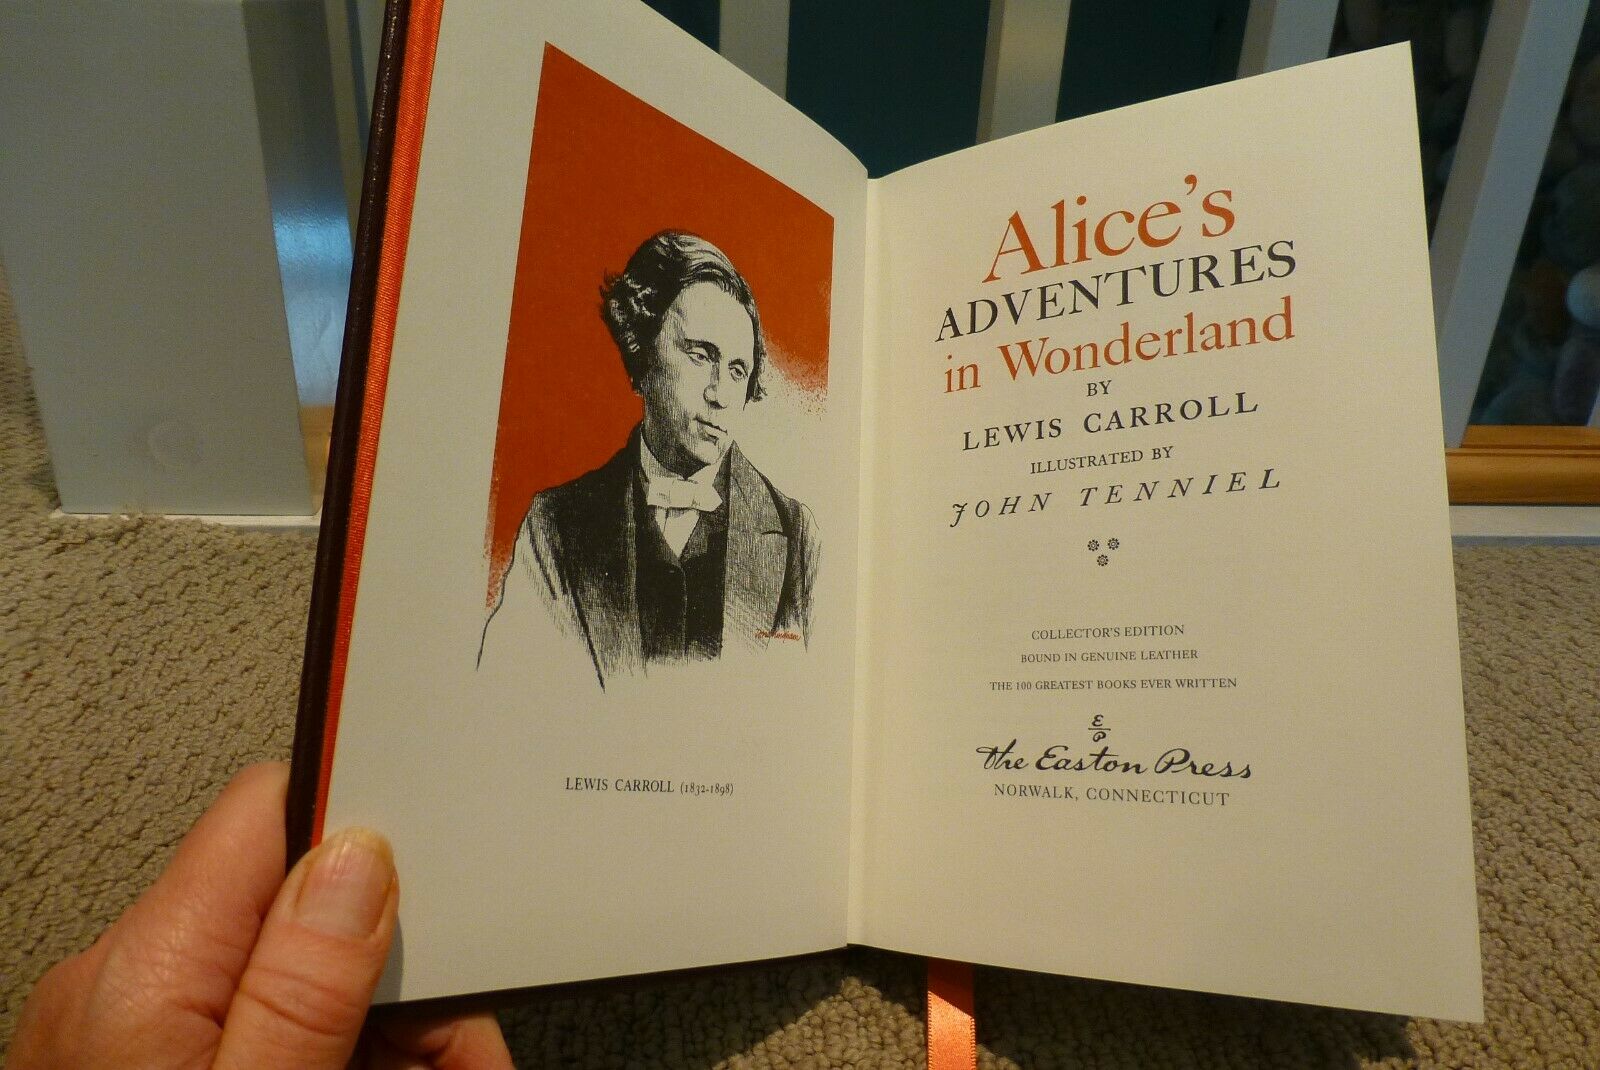 LEWIS CARROLL (1832-1898)
Alice's
ADVENTURES
in Wonderland
BY
LEWIS CARROLL
ILLUSTRATED BY
JOHN TENNIEL
COLLECTOR'S EDITION
BOUND IN GENUINE LEATHER
THE 100 GREATEST BOOKS EVER WRITTEN
E
P
The Easton Press
NORWALK, CONNECTICUT